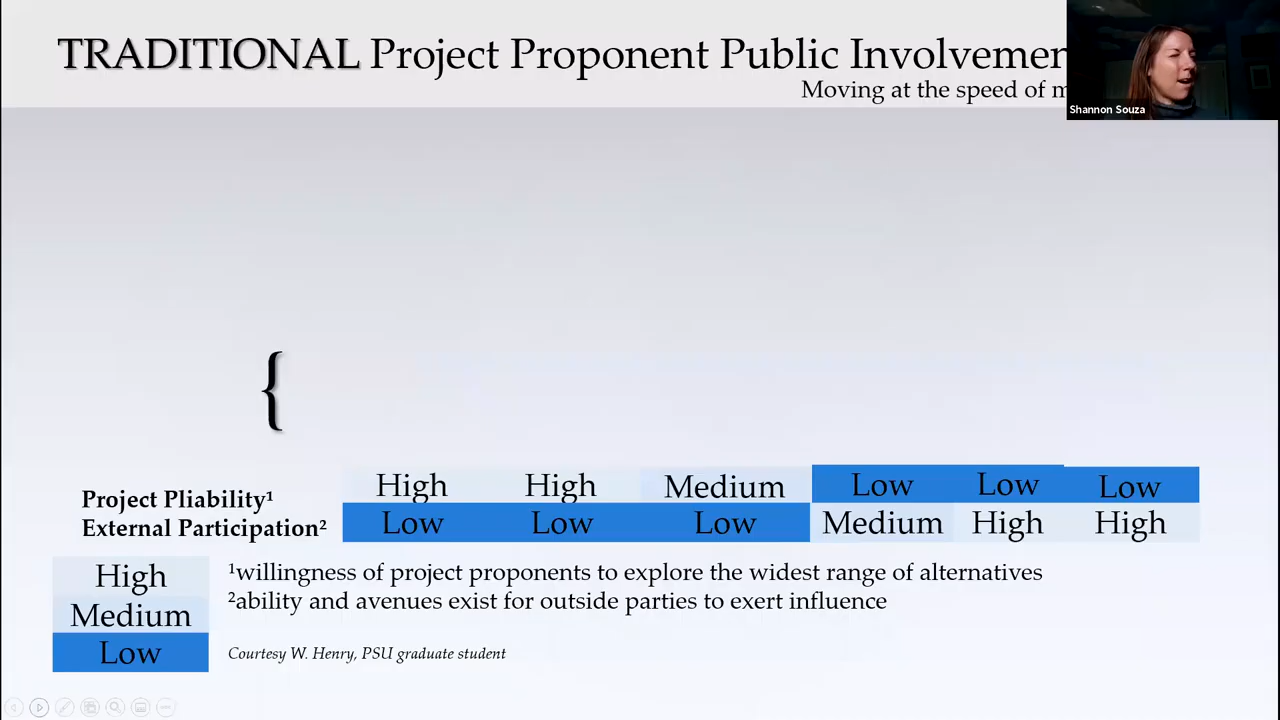 TRADITIONAL Project Proponent Public
Moving at the speed of
Shannon Souza
{
High High Medium Low Low Low
Project Pliability¹
Low Low Low Medium High High
External Participation²
High
¹willingness of project proponents to explore the widest range of alternatives
²ability and avenues exist for outside parties to exert influence
Medium
Low
Courtesy W. Henry, PSU graduate student